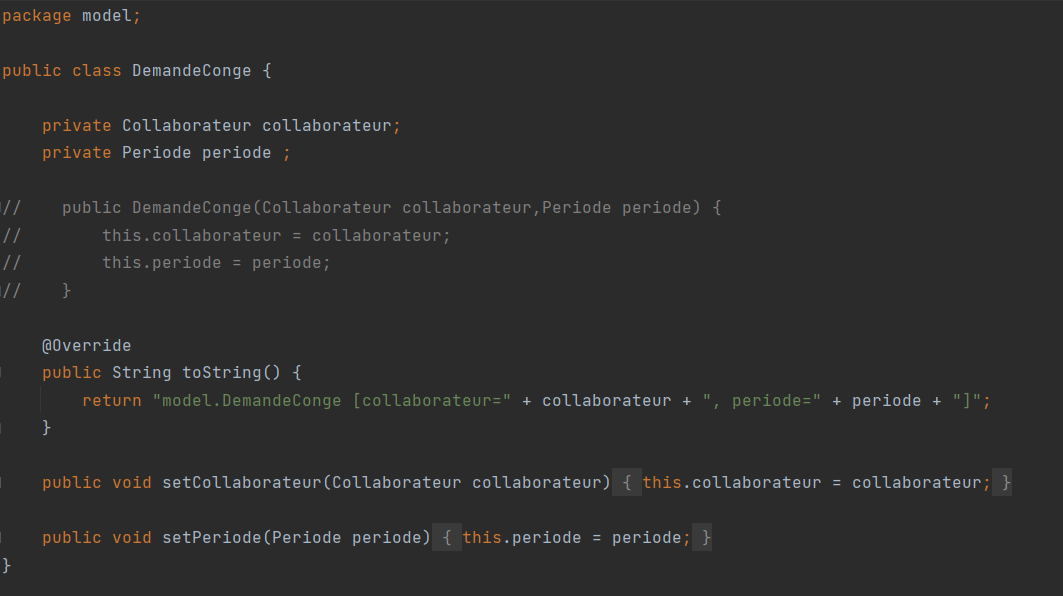 package model;
public class DemandeConge {
private Collaborateur collaborateur;
private Periode periode ;
//    public DemandeConge(Collaborateur collaborateur,Periode periode) {
//        this.collaborateur = collaborateur;
//        this.periode = periode;
//    }
@Override
public String toString() {
return "model.DemandeConge [collaborateur=" + collaborateur + ", periode=" + periode + "]";
}
public void setCollaborateur(Collaborateur collaborateur) { this.collaborateur = collaborateur; }
public void setPeriode(Periode periode) { this.periode = periode; }
}